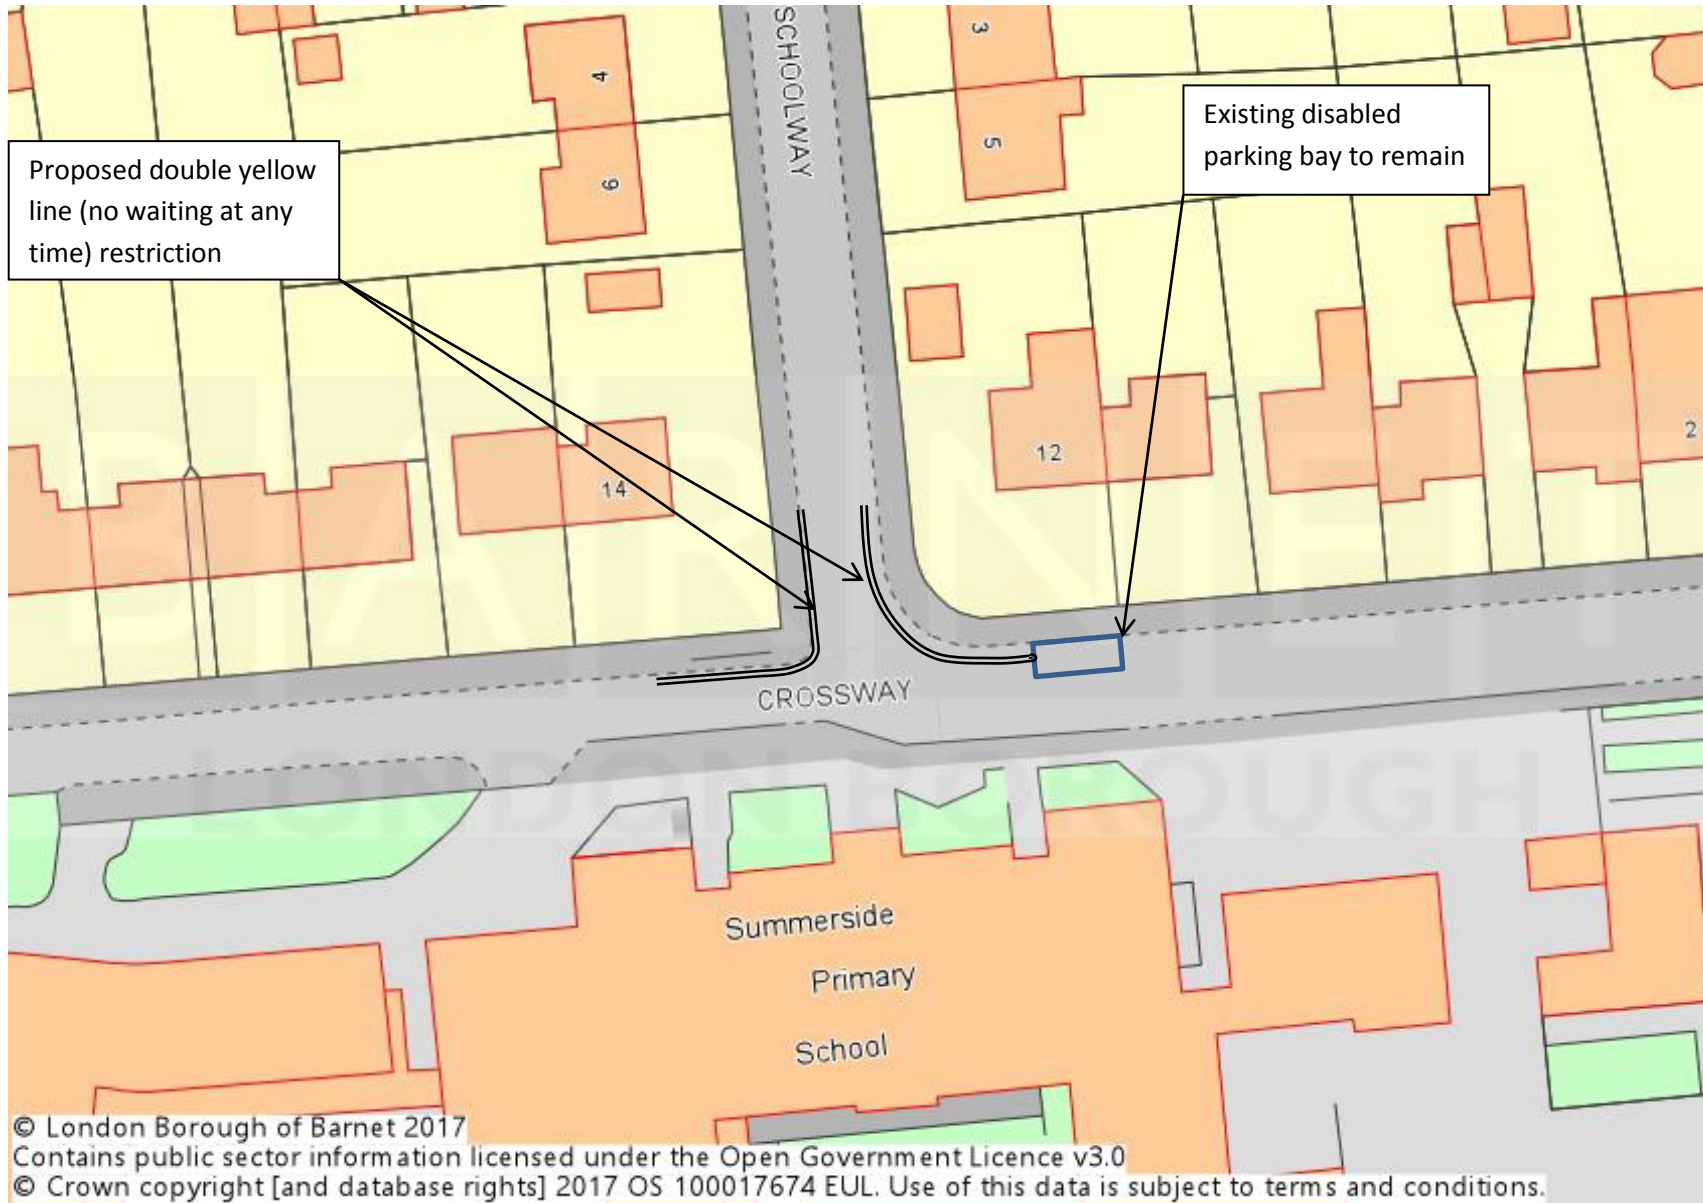 SCHOOLWAY
3
4
Existing disabled
parking bay to remain
5
Proposed double yellow
line (no waiting at any
time) restriction
6
2
12
14
CROSSWAY
BARNET
LONDON BOROUGH
Summerside
Primary
School
© London Borough of Barnet 2017
Contains public sector information licensed under the Open Government Licence v3.0
© Crown copyright [and database rights] 2017 OS 100017674 EUL. Use of this data is subject to terms and conditions.